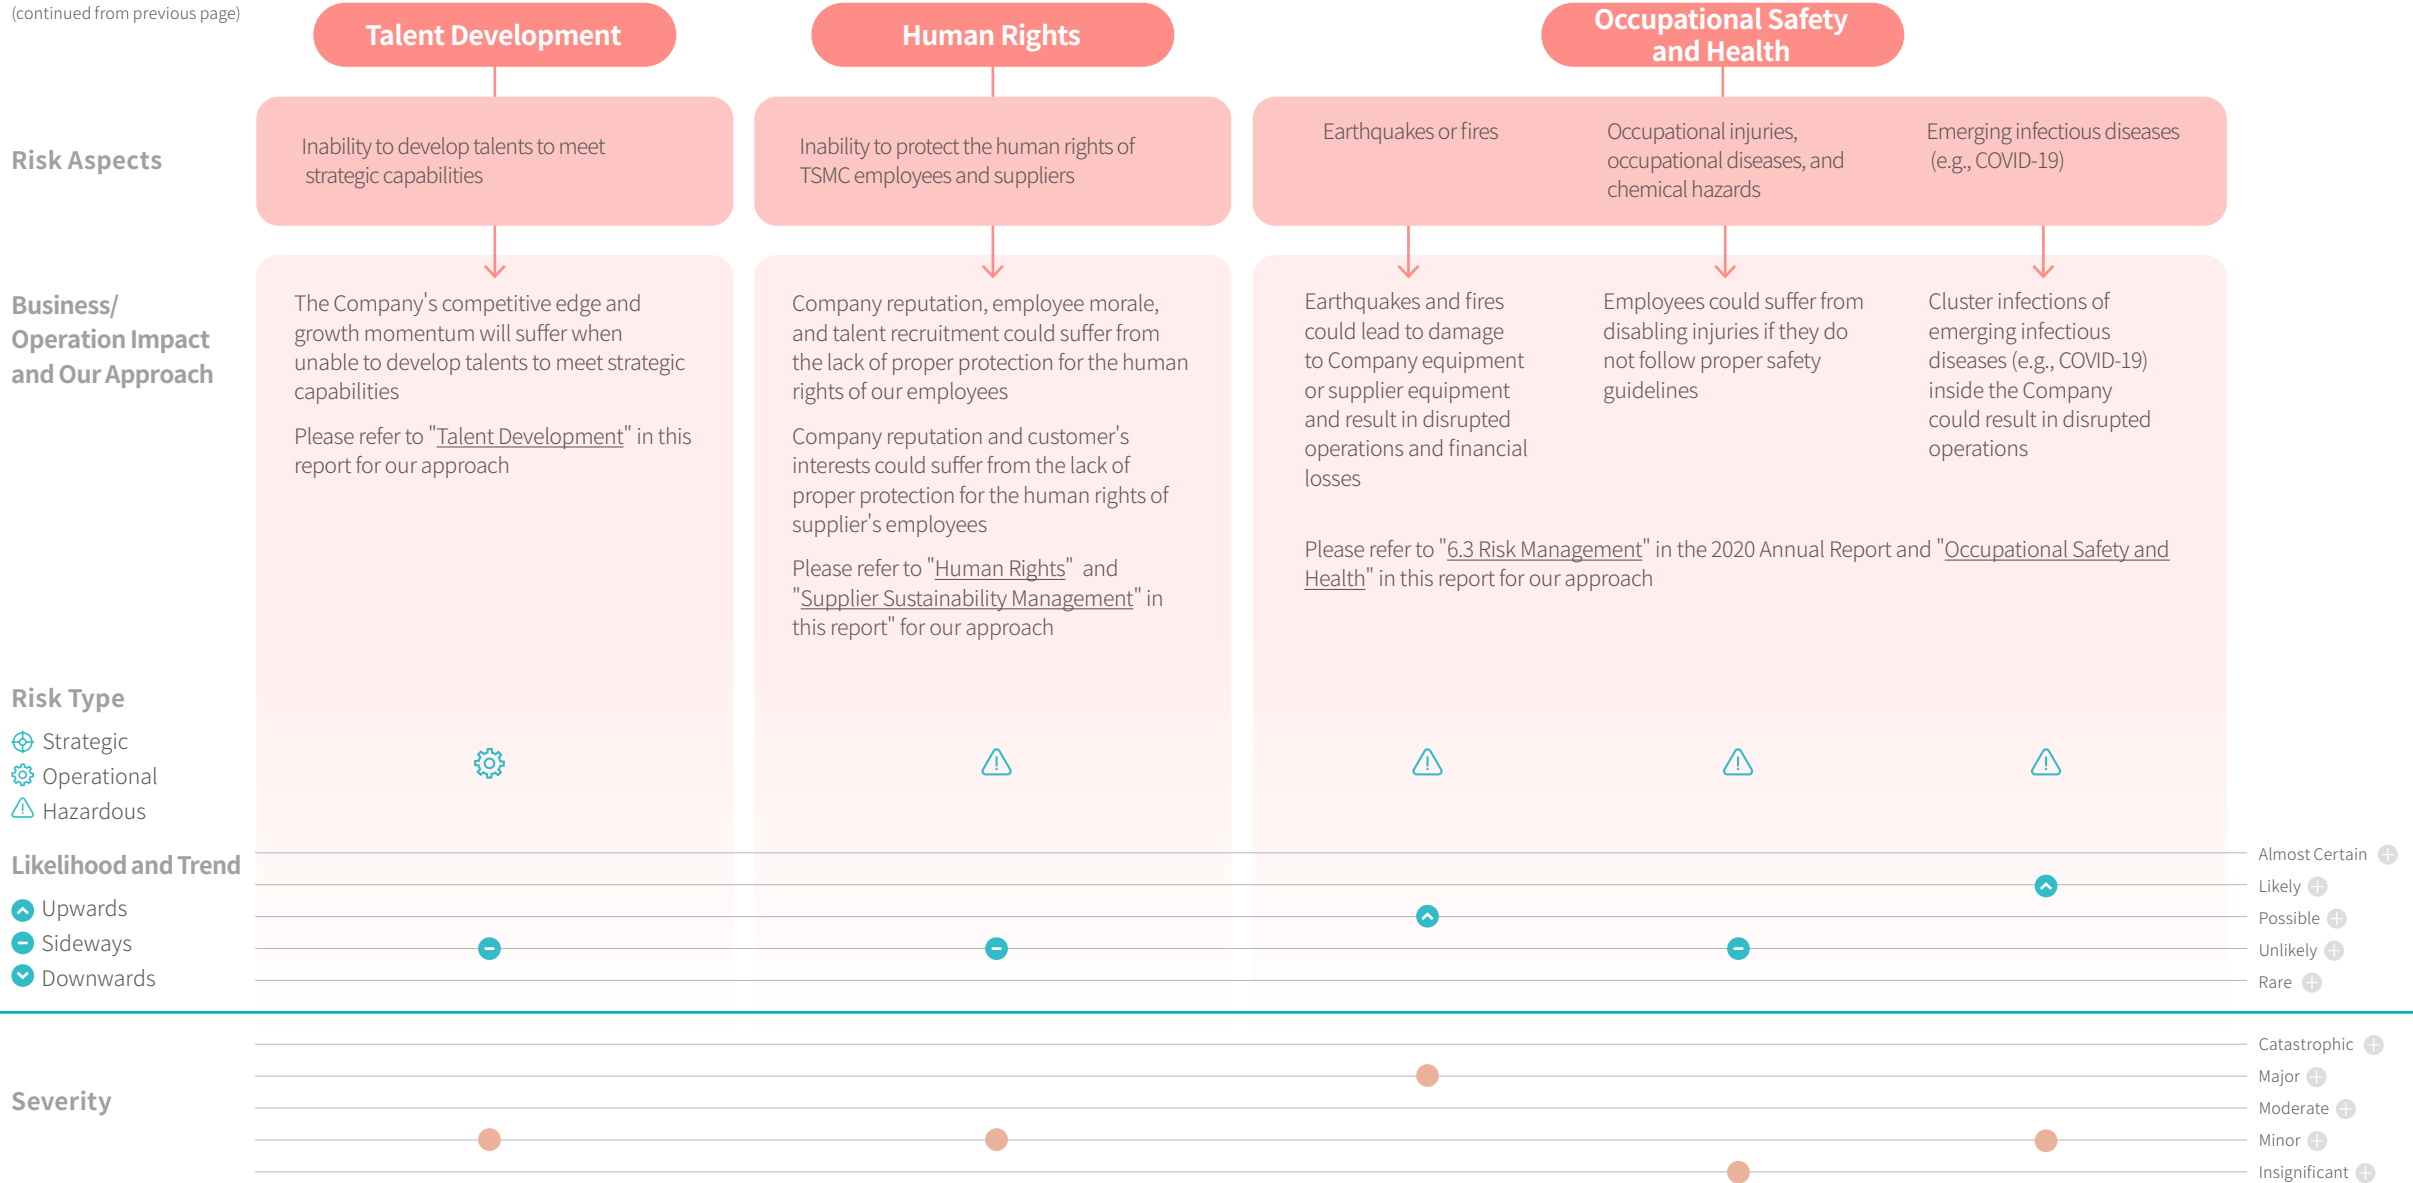 (continued from previous page)
Talent Development
Human Rights
Occupational Safety
and Health
Risk Aspects
Inability to develop talents to meet
strategic capabilities
Inability to protect the human rights of
TSMC employees and suppliers
Earthquakes or fires
Occupational injuries,
occupational diseases, and
chemical hazards
Emerging infectious diseases
(e.g., COVID-19)
Business/
Operation Impact
and Our Approach
The Company's competitive edge and
growth momentum will suffer when
unable to develop talents to meet strategic
capabilities
Please refer to "Talent Development" in this
report for our approach
Company reputation, employee morale,
and talent recruitment could suffer from
the lack of proper protection for the human
rights of our employees
Company reputation and customer's
interests could suffer from the lack of
proper protection for the human rights of
supplier's employees
Please refer to "Human Rights" and
"Supplier Sustainability Management" in
this report" for our approach
Earthquakes and fires
could lead to damage
to Company equipment
or supplier equipment
and result in disrupted
operations and financial
losses
Employees could suffer from
disabling injuries if they do
not follow proper safety
guidelines
Cluster infections of
emerging infectious
diseases (e.g., COVID-19)
inside the Company
could result in disrupted
operations
Please refer to "6.3 Risk Management" in the 2020 Annual Report and "Occupational Safety and
Health" in this report for our approach
Risk Type
Strategic
Operational
Hazardous
Likelihood and Trend
Upwards
Sideways
Downwards
Almost Certain
Likely
Possible
Unlikely
Rare
Severity
Catastrophic
Major
Moderate
Minor
Insignificant